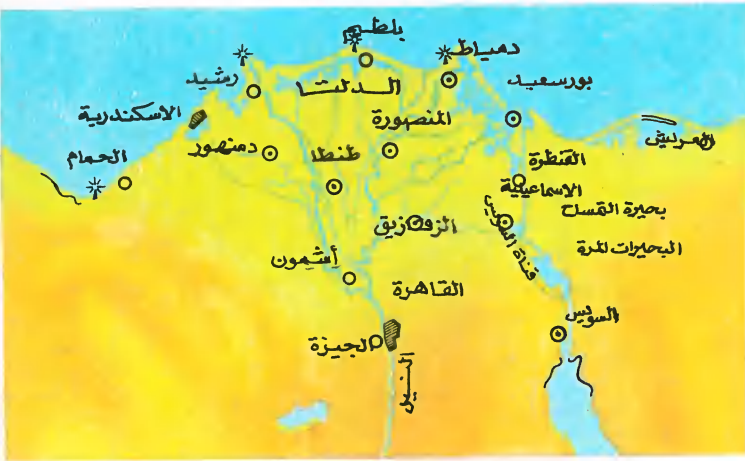 بلطيم
دمياط
رشيد
الدلتا
بورسعيد
الاسكندرية
المنصورة
العريش
دمنهور
طنطا
الحمام
القنطرة
الاسماعيلية
بحيرة التمساح
الزقازيق
قناة السويس
البحيرات المرة
أشمون
القاهرة
السويس
الجيزة
النيل